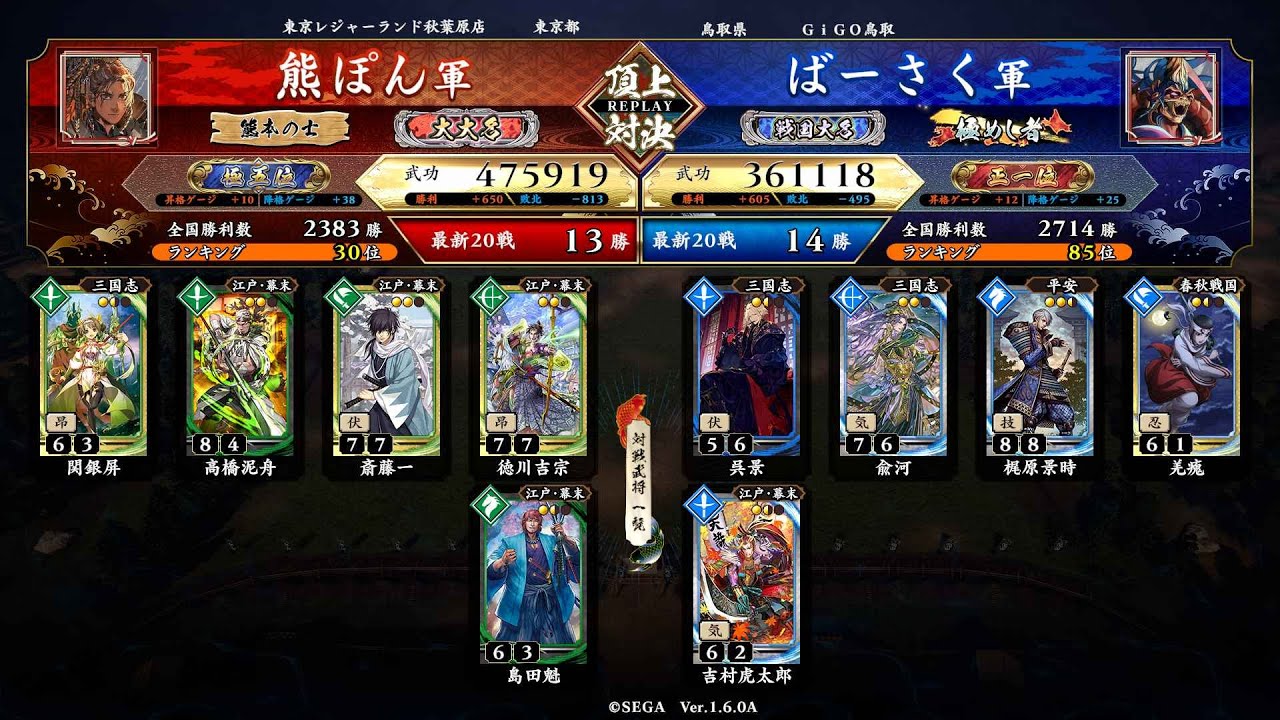 東京レジャーランド秋葉原店 東京都
鳥取県 GiGO鳥取
熊ぽん軍
頂上
REPLAY
対決
ばーさく軍
熊本の士
大大名
戦国大名
極めし者
極王位
武功 475919
武功 361118
正一位
昇格ゲージ +10 降格ゲージ +38
勝利 +650 敗北 -813
勝利 +605 敗北 -495
昇格ゲージ +12 降格ゲージ +25
全国勝利数 2383勝
最新20戦 13勝
最新20戦 14勝
全国勝利数 2714勝
ランキング 30位
ランキング 85位
三国志
昴
6 3
関銀屏
江戸・幕末
8 4
高橋泥舟
江戸・幕末
伏
7 7
斎藤一
江戸・幕末
昴
7 7
徳川吉宗
三国志
伏
5 6
呉景
三国志
気
7 6
兪河
平安
技
8 8
梶原景時
春秋戦国
忍
6 1
羌瘣
対戦武将一覧
江戸・幕末
6 3
島田魁
江戸・幕末
天誅
気
6 2
吉村虎太郎
©SEGA Ver.1.6.0A